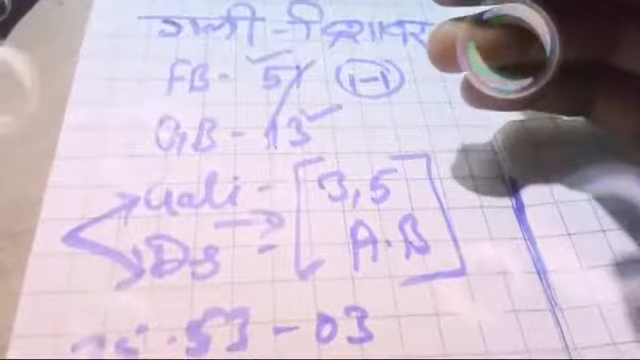 गली-दिसावर
FB - 51 (1-1)
GB - 13
Gali - [3,5
DS - A.B]
53 - 03